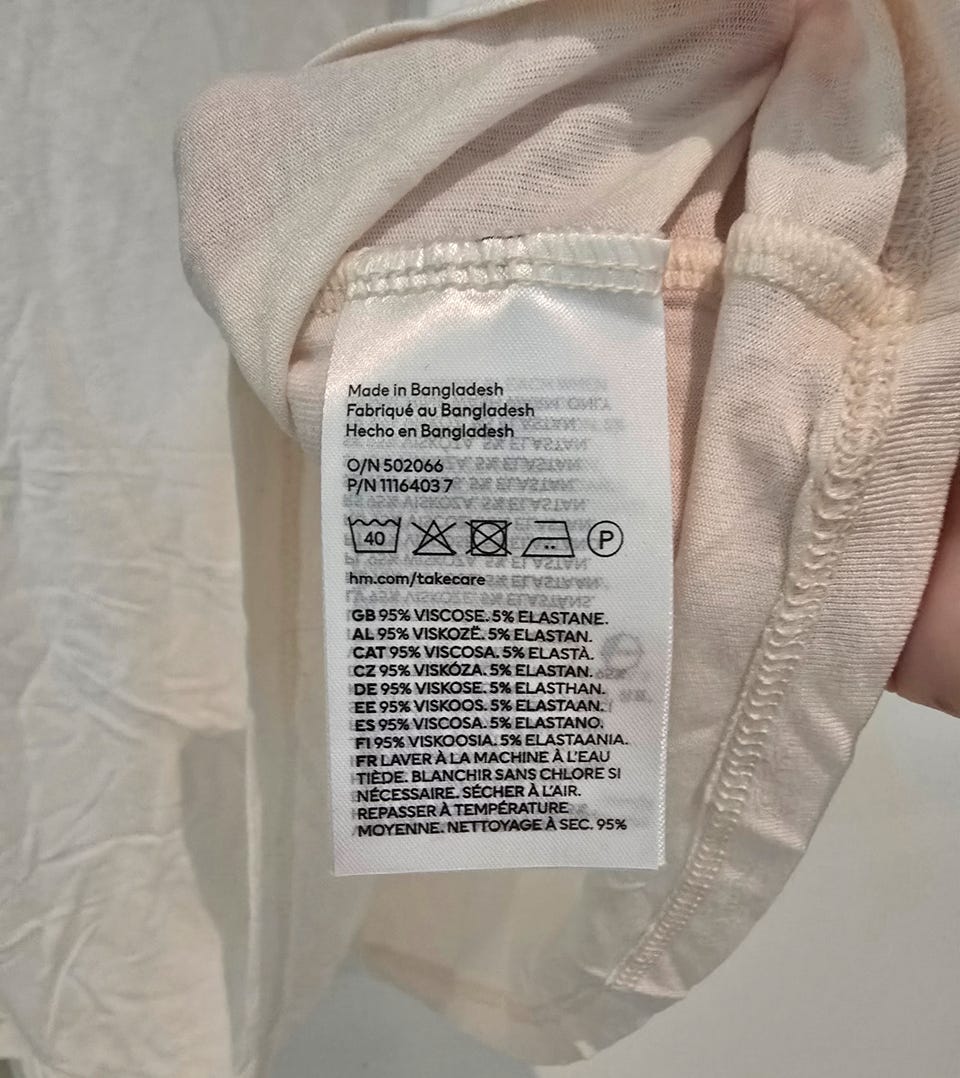 Made in Bangladesh
Fabriqué au Bangladesh
Hecho en Bangladesh
O/N 502066
P/N 1116403 7
40 P
hm.com/takecare
GB 95% VISCOSE. 5% ELASTANE.
AL 95% VISKOZË. 5% ELASTAN.
CAT 95% VISCOSA. 5% ELASTÀ.
CZ 95% VISKÓZA. 5% ELASTAN.
DE 95% VISKOSE. 5% ELASTHAN.
EE 95% VISKOOS. 5% ELASTAAN.
ES 95% VISCOSA. 5% ELASTANO.
FI 95% VISKOOSIA. 5% ELASTAANIA.
FR LAVER À LA MACHINE À L'EAU
TIÈDE. BLANCHIR SANS CHLORE SI
NÉCESSAIRE. SÉCHER À L'AIR.
REPASSER À TEMPÉRATURE
MOYENNE. NETTOYAGE À SEC. 95%